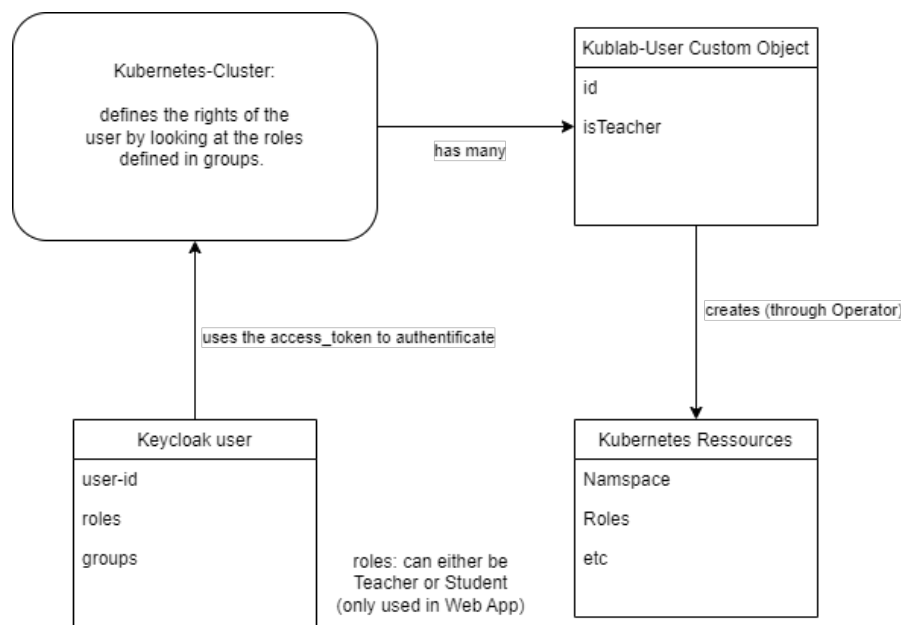 Kubernetes-Cluster:
defines the rights of the
user by looking at the roles
defined in groups.
has many
Kublab-User Custom Object
id
isTeacher
creates (through Operator)
uses the access_token to authentificate
Keycloak user
user-id
roles
groups
roles: can either be
Teacher or Student
(only used in Web App)
Kubernetes Ressources
Namspace
Roles
etc